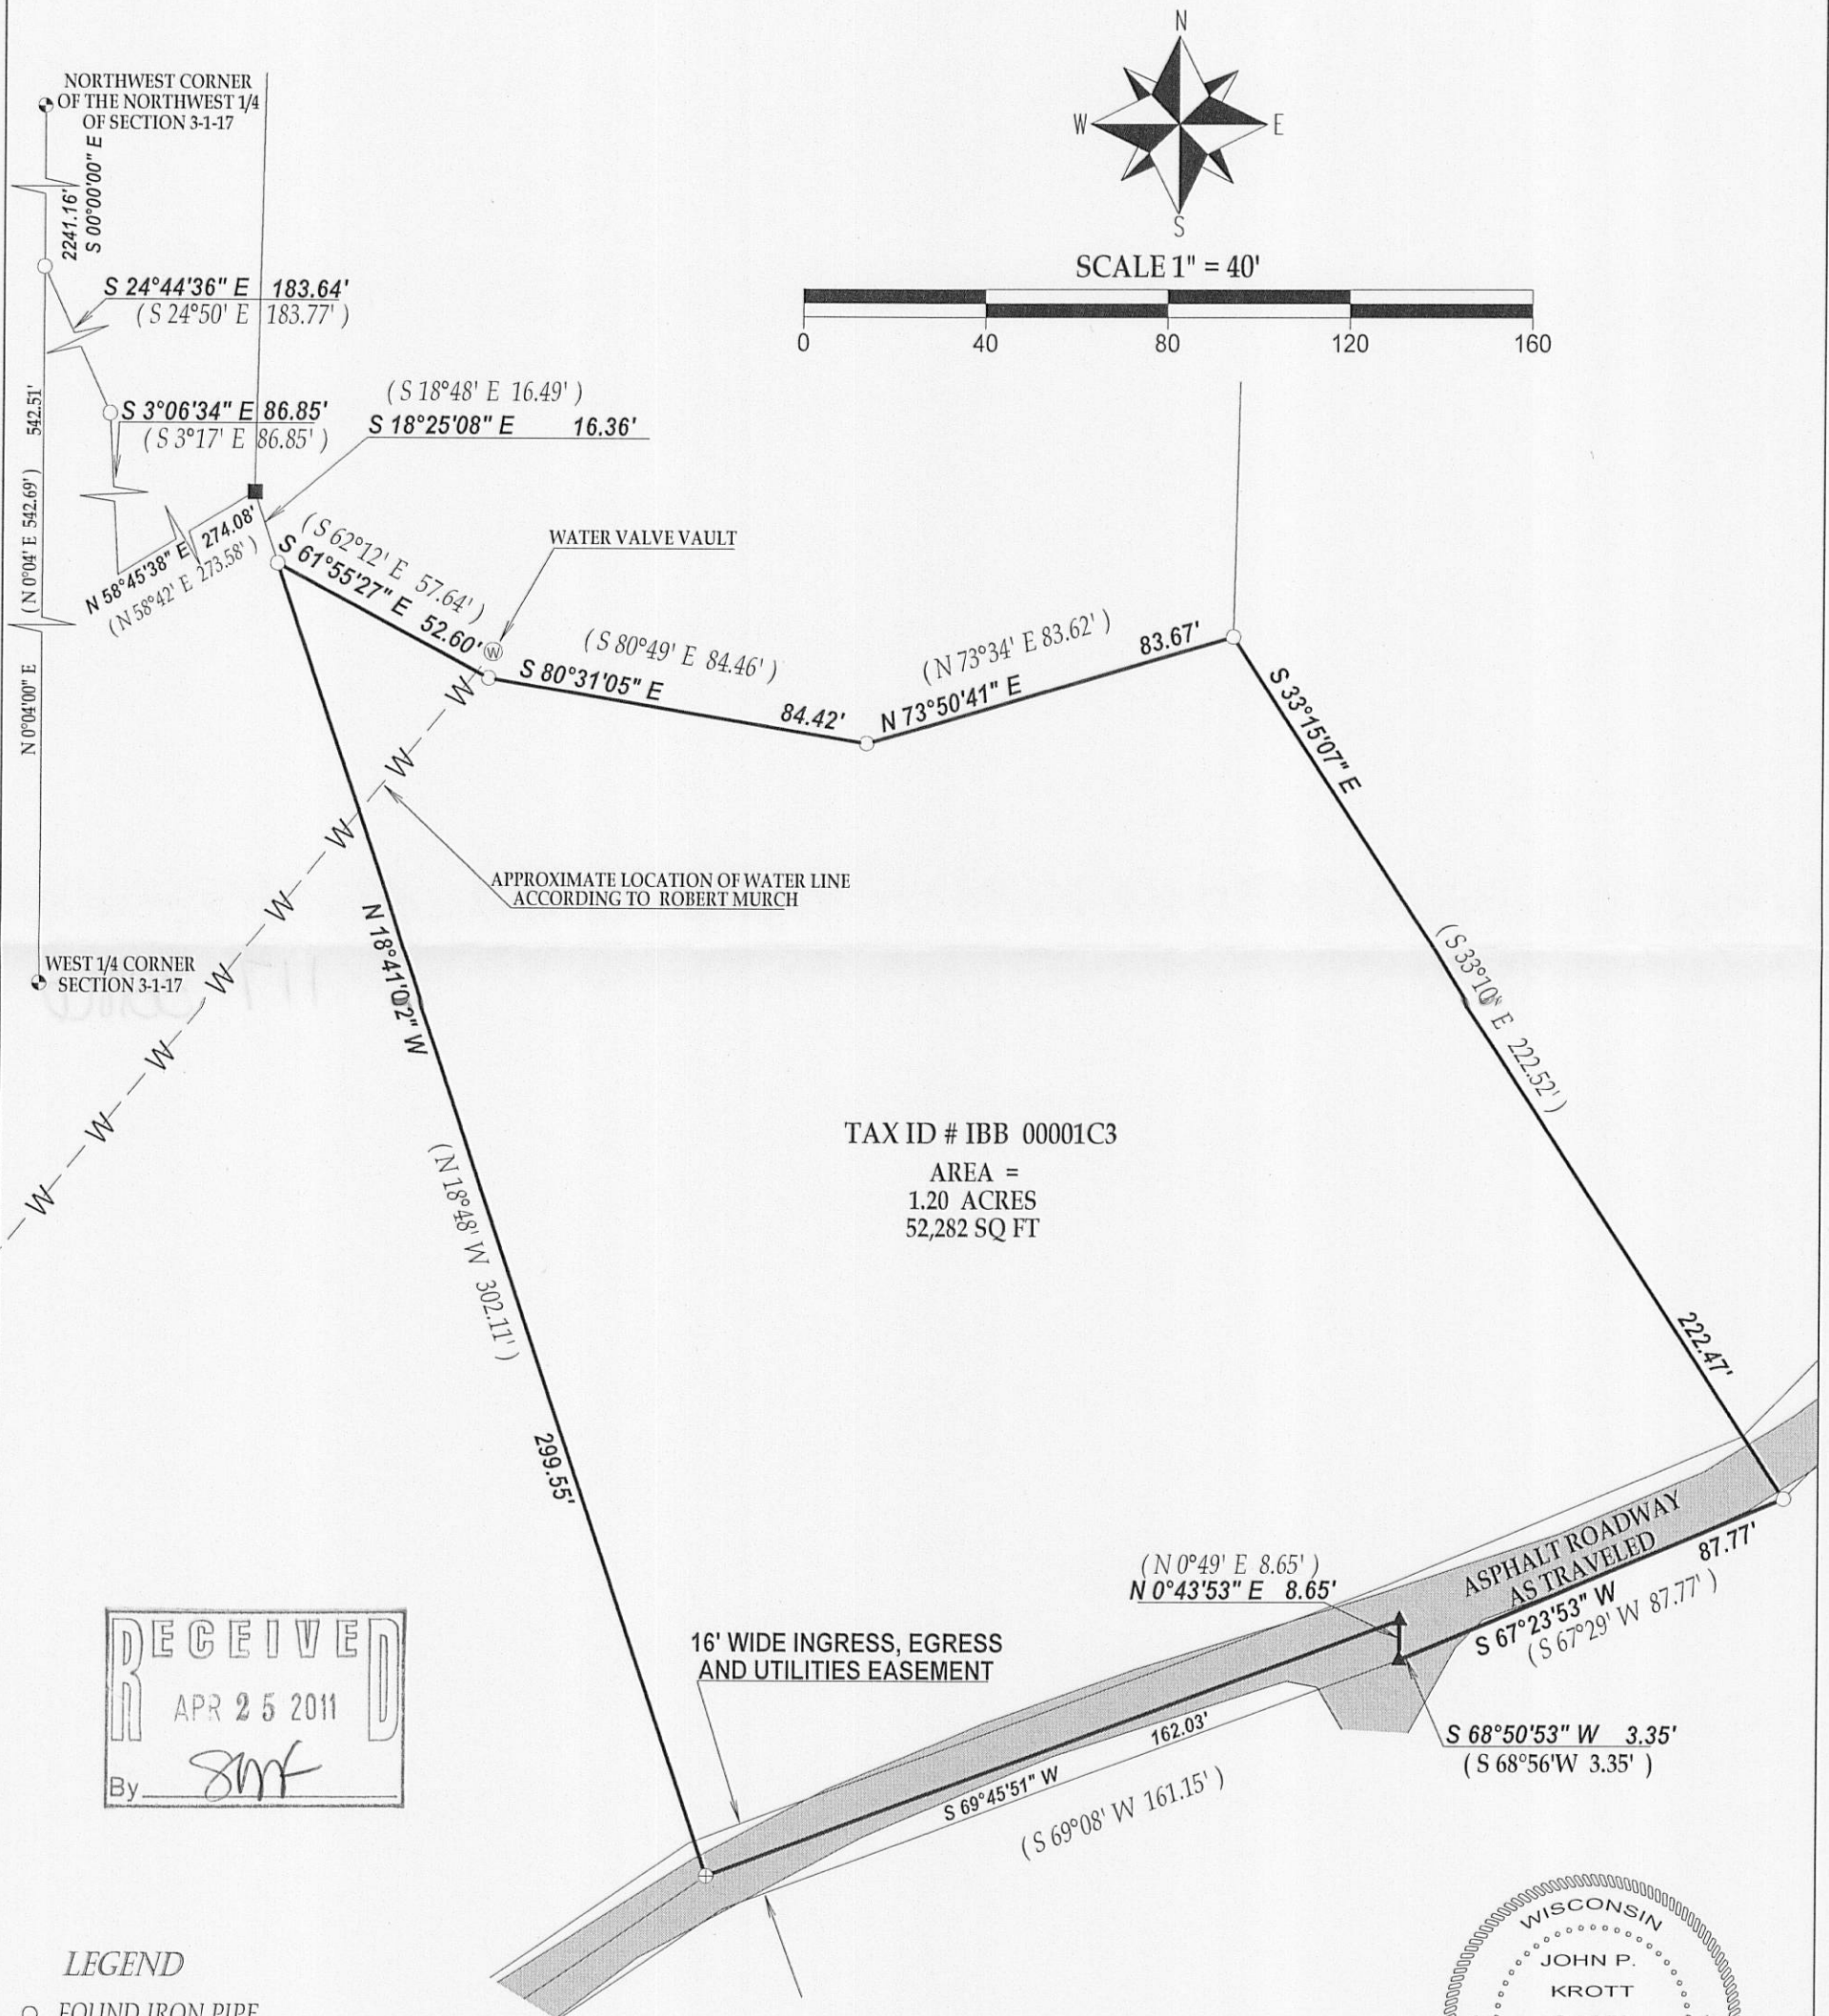 N
W E
S
SCALE 1" = 40'
0 40 80 120 160
NORTHWEST CORNER
OF THE NORTHWEST 1/4
OF SECTION 3-1-17
2241.16'
S 00°00'00" E
S 24°44'36" E 183.64'
( S 24°50' E 183.77' )
S 3°06'34" E 86.85'
( S 3°17' E 86.85' )
( S 18°48' E 16.49' )
S 18°25'08" E 16.36'
542.51'
( N 0°04' E 542.69' )
N 0°04'00" E
N 58°45'38" E 274.08'
( N 58°42' E 273.58' )
( S 62°12' E 57.64' )
S 61°55'27" E 52.60'
WATER VALVE VAULT
W
( S 80°49' E 84.46' )
S 80°31'05" E 84.42'
( N 73°34' E 83.62' )
N 73°50'41" E 83.67'
S 33°15'07" E
( S 33°10' E 222.52' )
222.47'
W
W
W
W
W
W
W
W
APPROXIMATE LOCATION OF WATER LINE
ACCORDING TO ROBERT MURCH
WEST 1/4 CORNER
SECTION 3-1-17
N 18°41'02" W
( N 18°48' W 302.11' )
299.55'
TAX ID # IBB 00001C3
AREA =
1.20 ACRES
52,282 SQ FT
ASPHALT ROADWAY
AS TRAVELED
87.77'
S 67°23'53" W
( S 67°29' W 87.77' )
( N 0°49' E 8.65' )
N 0°43'53" E 8.65'
16' WIDE INGRESS, EGRESS
AND UTILITIES EASEMENT
162.03'
S 69°45'51" W
( S 69°08' W 161.15' )
S 68°50'53" W 3.35'
( S 68°56'W 3.35' )
RECEIVED
APR 25 2011
By
WISCONSIN
JOHN P.
KROTT
LEGEND
FOUND IRON PIPE